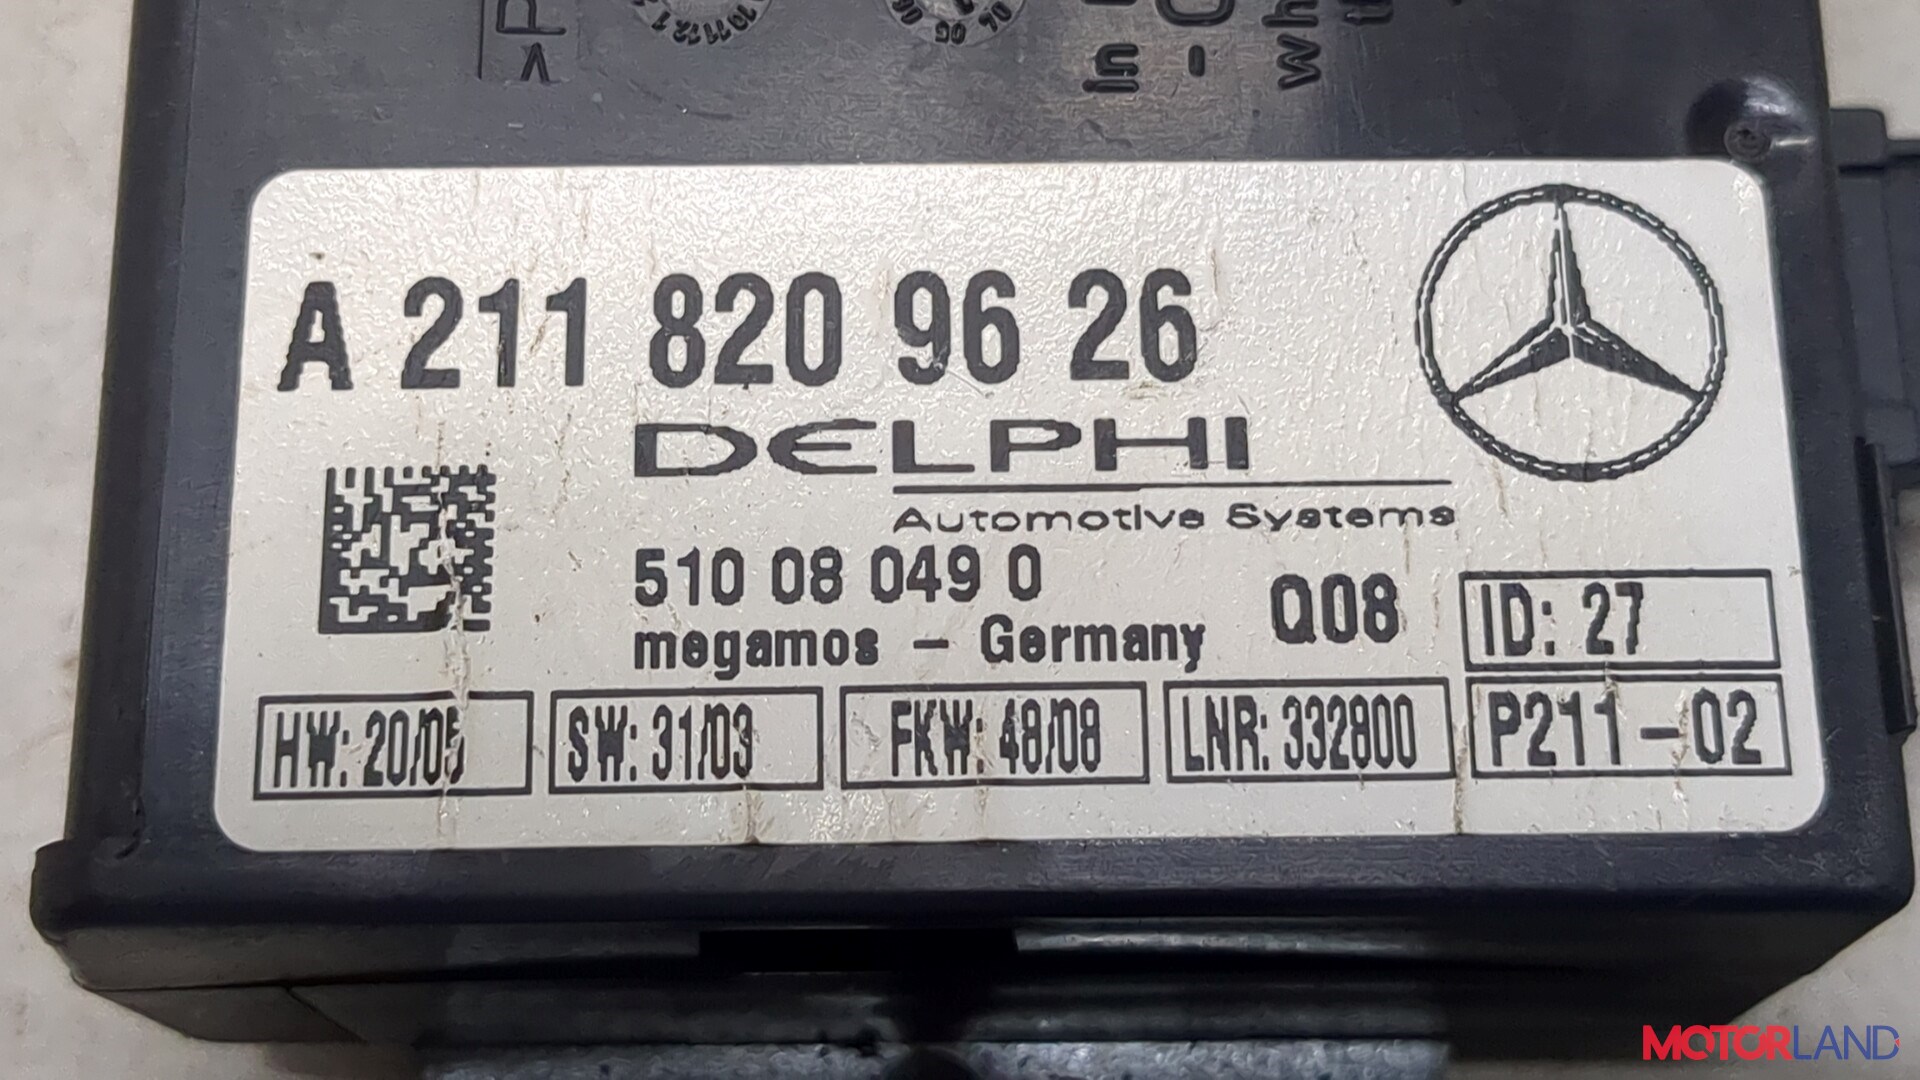 A 211 820 96 26
DELPHI
Automotive Systems
510 08 049 0
megamos - Germany
Q08
ID: 27
HW: 20/05
SW: 31/03
FKW: 48/08
LNR: 332800
P211-02
MOTORLAND